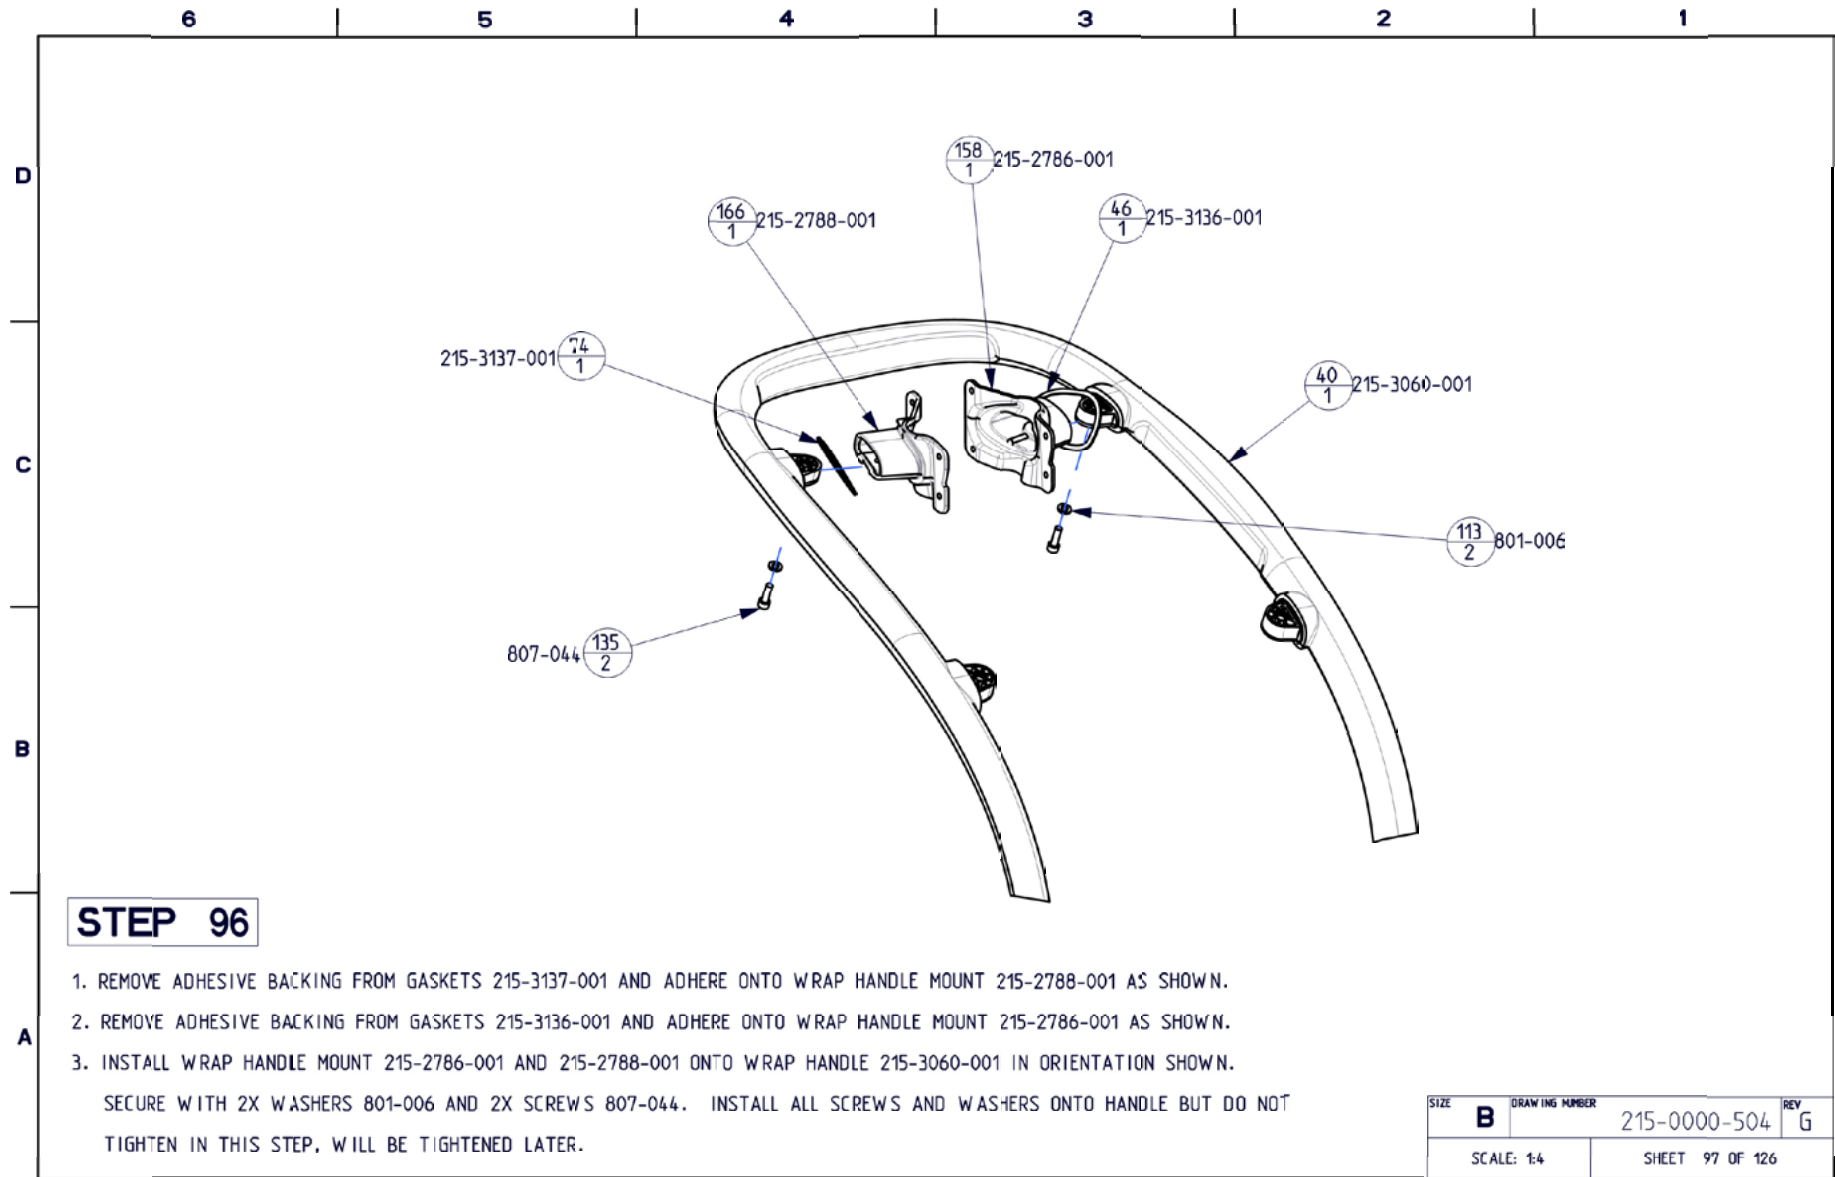 6 5 4 3 2 1
D
158
1
215-2786-001
166
1
215-2788-001
46
1
215-3136-001
215-3137-001
74
1
40
1
215-3060-001
C
113
2
801-006
807-044
135
2
B
STEP 96
1. REMOVE ADHESIVE BACKING FROM GASKETS 215-3137-001 AND ADHERE ONTO WRAP HANDLE MOUNT 215-2788-001 AS SHOWN.
2. REMOVE ADHESIVE BACKING FROM GASKETS 215-3136-001 AND ADHERE ONTO WRAP HANDLE MOUNT 215-2786-001 AS SHOWN.
A
3. INSTALL WRAP HANDLE MOUNT 215-2786-001 AND 215-2788-001 ONTO WRAP HANDLE 215-3060-001 IN ORIENTATION SHOWN.
SECURE WITH 2X WASHERS 801-006 AND 2X SCREWS 807-044. INSTALL ALL SCREWS AND WASHERS ONTO HANDLE BUT DO NOT
TIGHTEN IN THIS STEP, WILL BE TIGHTENED LATER.
SIZE
B
DRAWING NUMBER
215-0000-504
REV
G
SCALE: 1:4
SHEET 97 OF 126